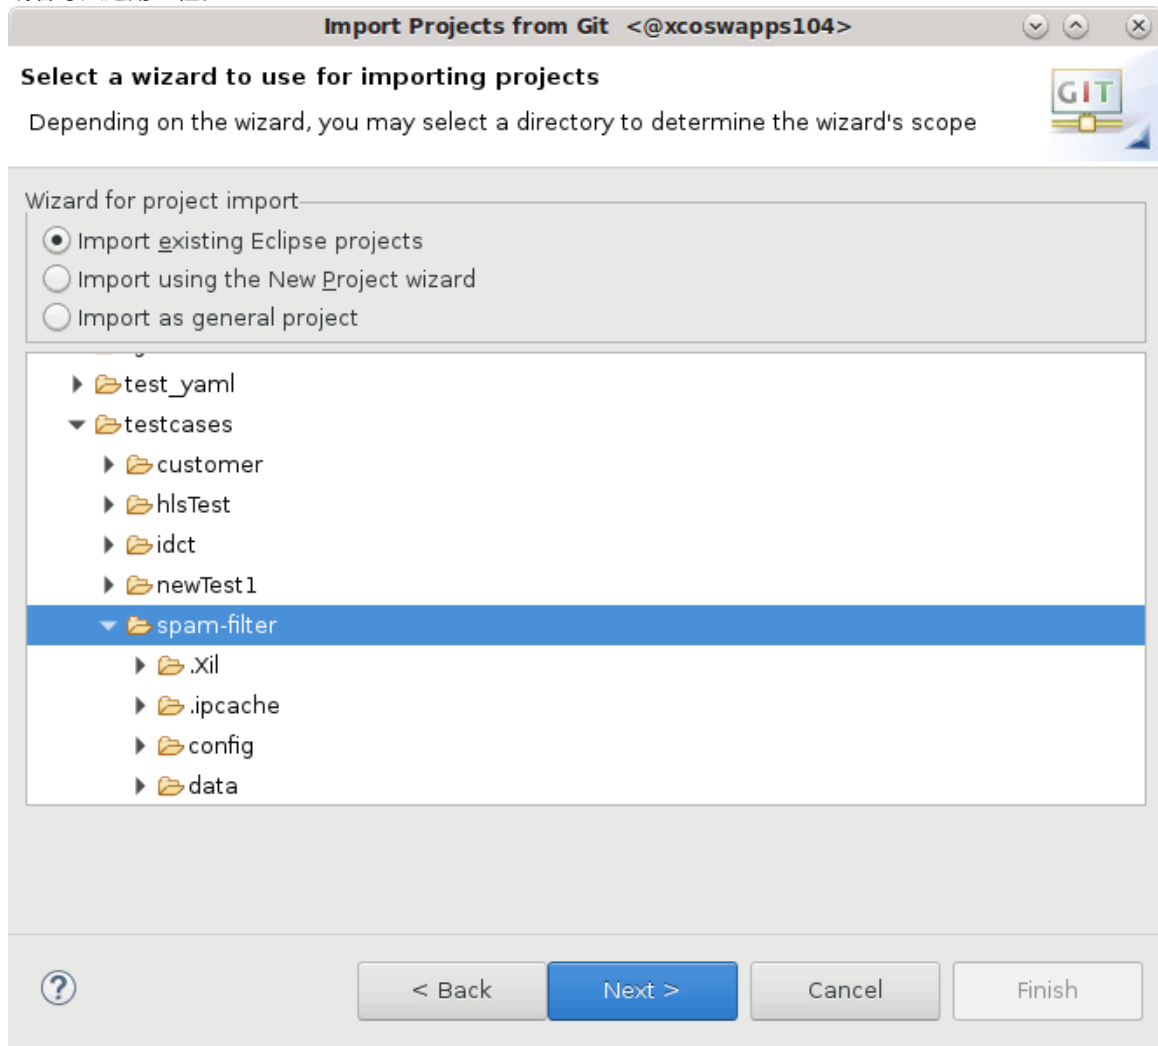 Import Projects from Git <@xcoswapps104>
Select a wizard to use for importing projects
GIT
Depending on the wizard, you may select a directory to determine the wizard's scope
Wizard for project import
Import existing Eclipse projects
Import using the New Project wizard
Import as general project
test_yaml
testcases
customer
hlsTest
idct
newTest1
spam-filter
.Xil
.ipcache
config
data
?
< Back
Next >
Cancel
Finish